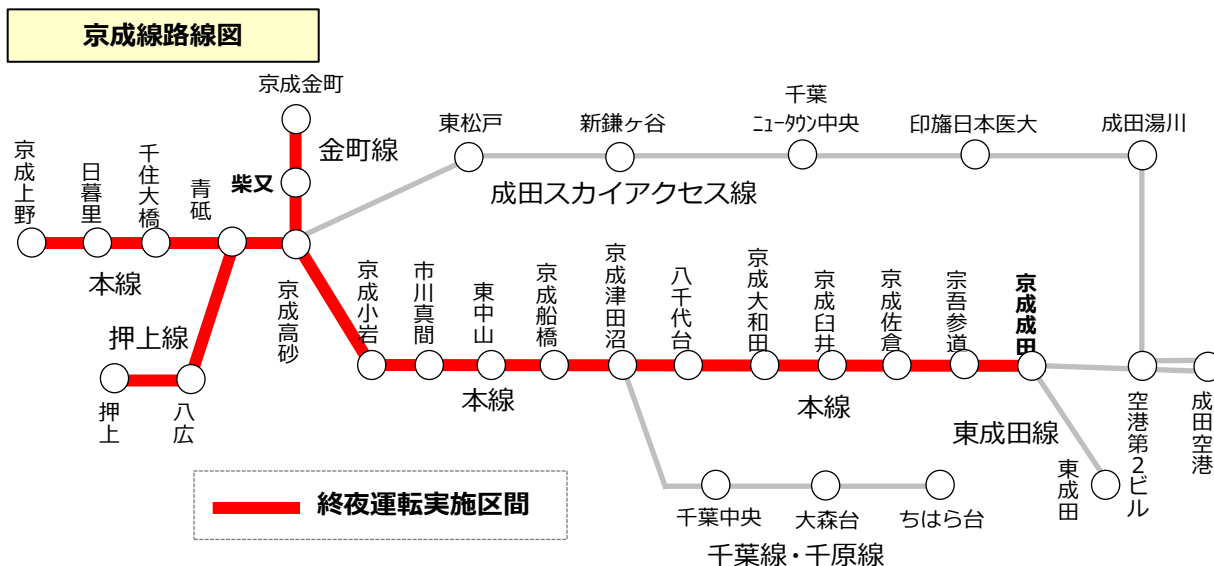 京成線路線図
京成金町
金町線
柴又
東松戸
新鎌ヶ谷
千葉
ニュータウン中央
印旛日本医大
成田湯川
成田スカイアクセス線
京成上野
日暮里
千住大橋
青砥
本線
押上線
押上
八広
京成高砂
京成小岩
市川真間
東中山
京成船橋
京成津田沼
八千代台
京成大和田
京成臼井
京成佐倉
宗吾参道
京成成田
本線
本線
東成田線
東成田
空港第2ビル
成田空港
千葉中央
大森台
ちはら台
千葉線・千原線
終夜運転実施区間